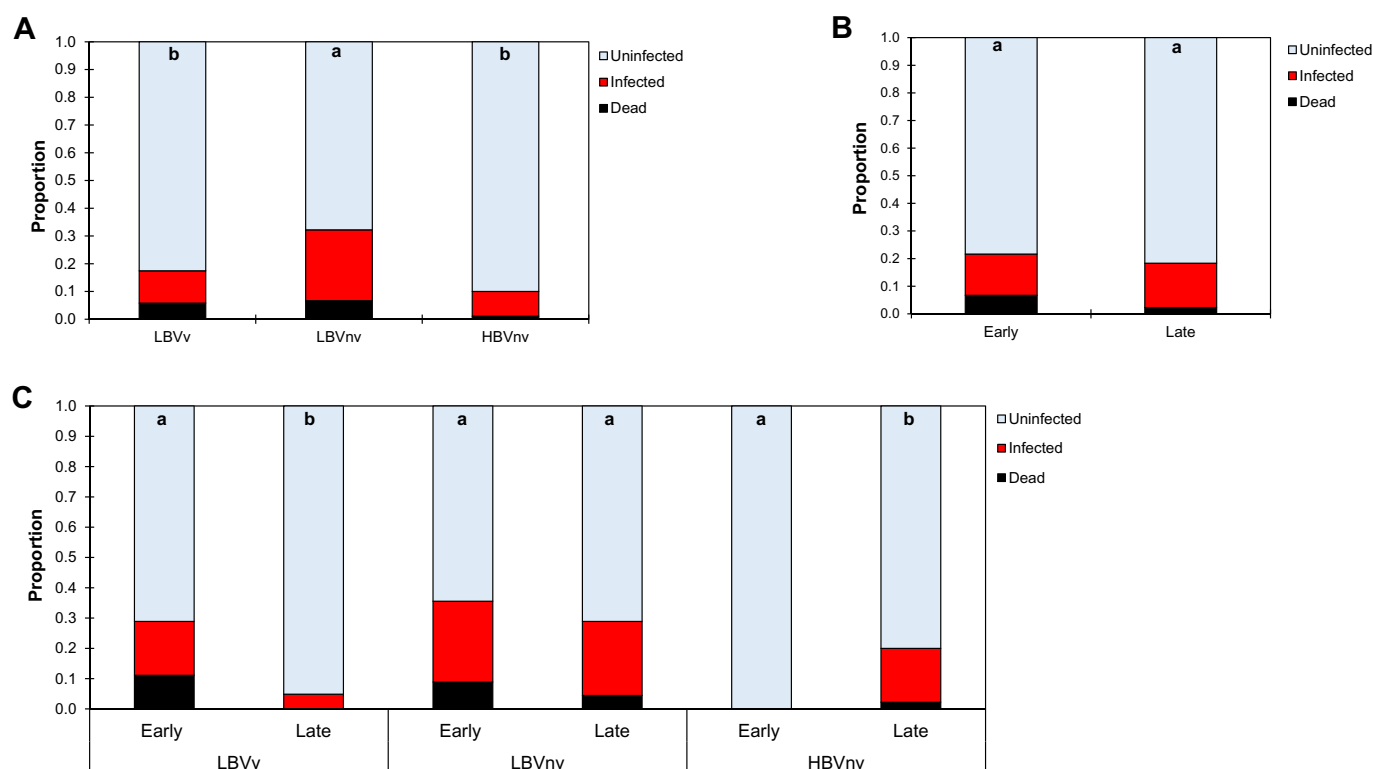 A
1.0
0.9
0.8
0.7
0.6
0.5
0.4
0.3
0.2
0.1
0.0
Proportion
b a b
LBVv LBVnv HBVnv
Uninfected
Infected
Dead
B
1.0
0.9
0.8
0.7
0.6
0.5
0.4
0.3
0.2
0.1
0.0
Proportion
a a
Early Late
Uninfected
Infected
Dead
C
1.0
0.9
0.8
0.7
0.6
0.5
0.4
0.3
0.2
0.1
0.0
Proportion
a b a a a b
Early Late Early Late Early Late
LBVv LBVnv HBVnv
Uninfected
Infected
Dead